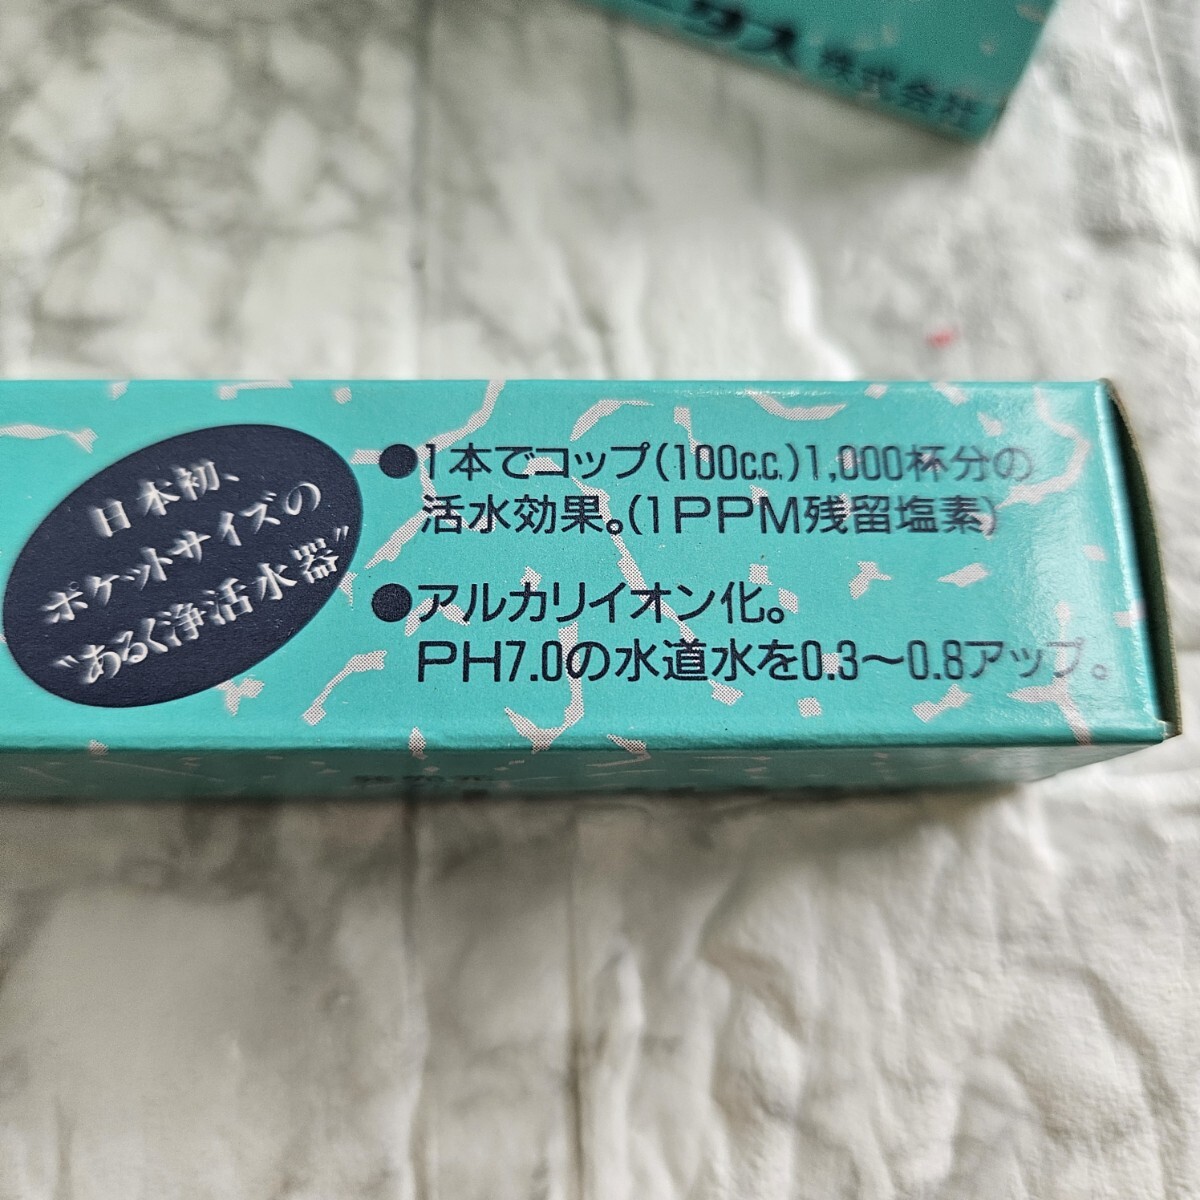 株式会社
日本初、
ポケットサイズの
"あるく浄活水器"
●1本でコップ(100c.c.)1,000杯分の
活水効果。(1PPM残留塩素)
●アルカリイオン化。
PH7.0の水道水を0.3〜0.8アップ。